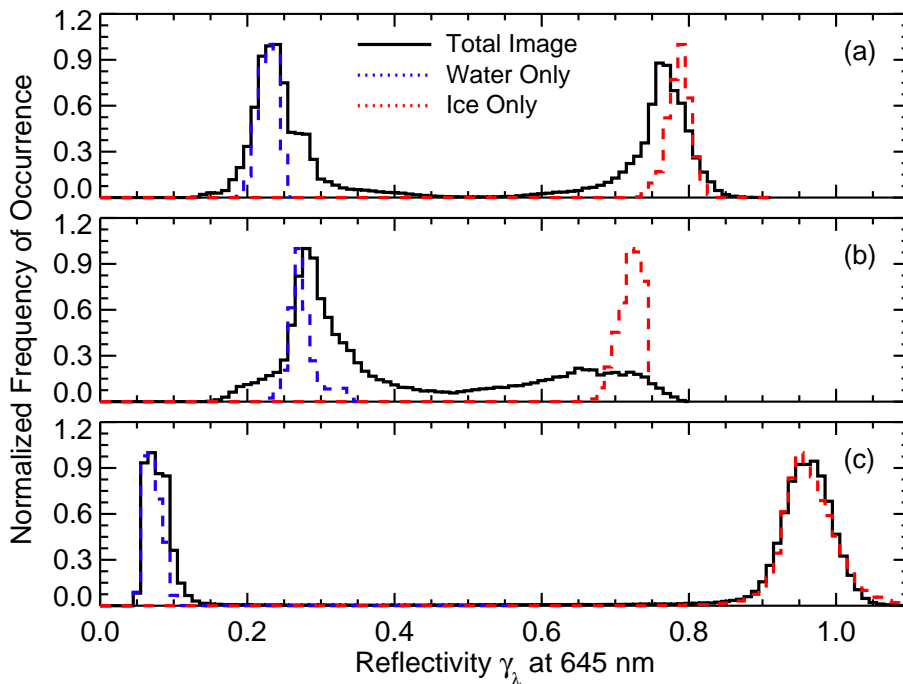 Normalized Frequency of Occurrence
1.2
0.9
0.6
0.3
0.0
Total Image
Water Only
Ice Only
(a)
1.2
0.9
0.6
0.3
0.0
(b)
1.2
0.9
0.6
0.3
0.0
(c)
0.0 0.2 0.4 0.6 0.8 1.0
Reflectivity γλ at 645 nm